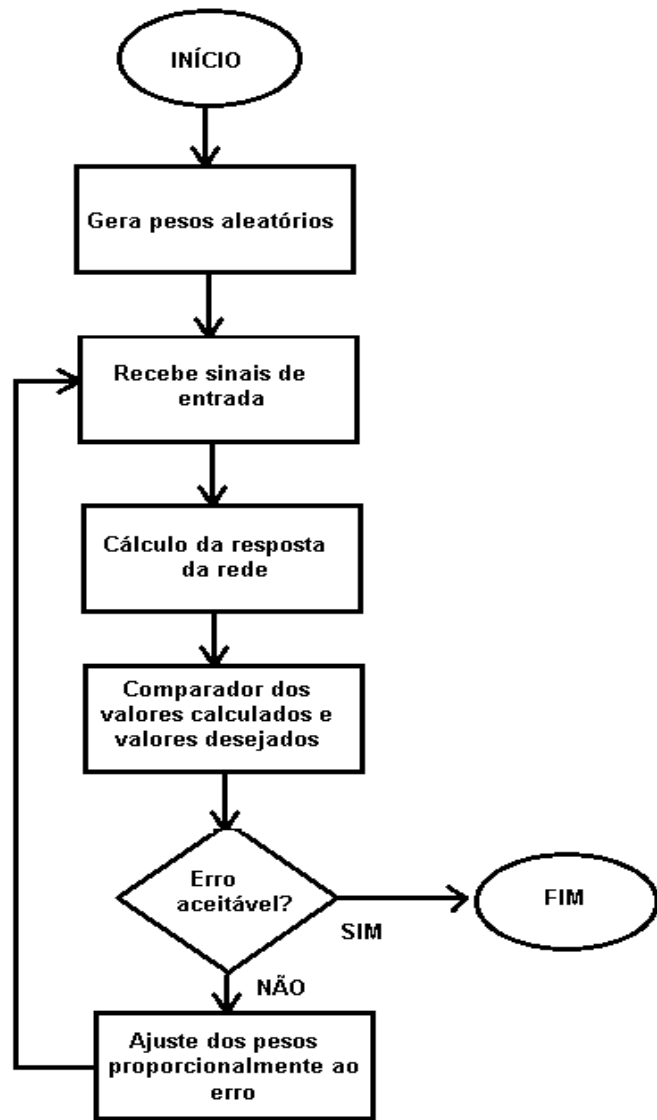 INÍCIO
Gera pesos aleatórios
Recebe sinais de
entrada
Cálculo da resposta
da rede
Comparador dos
valores calculados e
valores desejados
Erro
aceitável?
SIM
FIM
NÃO
Ajuste dos pesos
proporcionalmente ao
erro